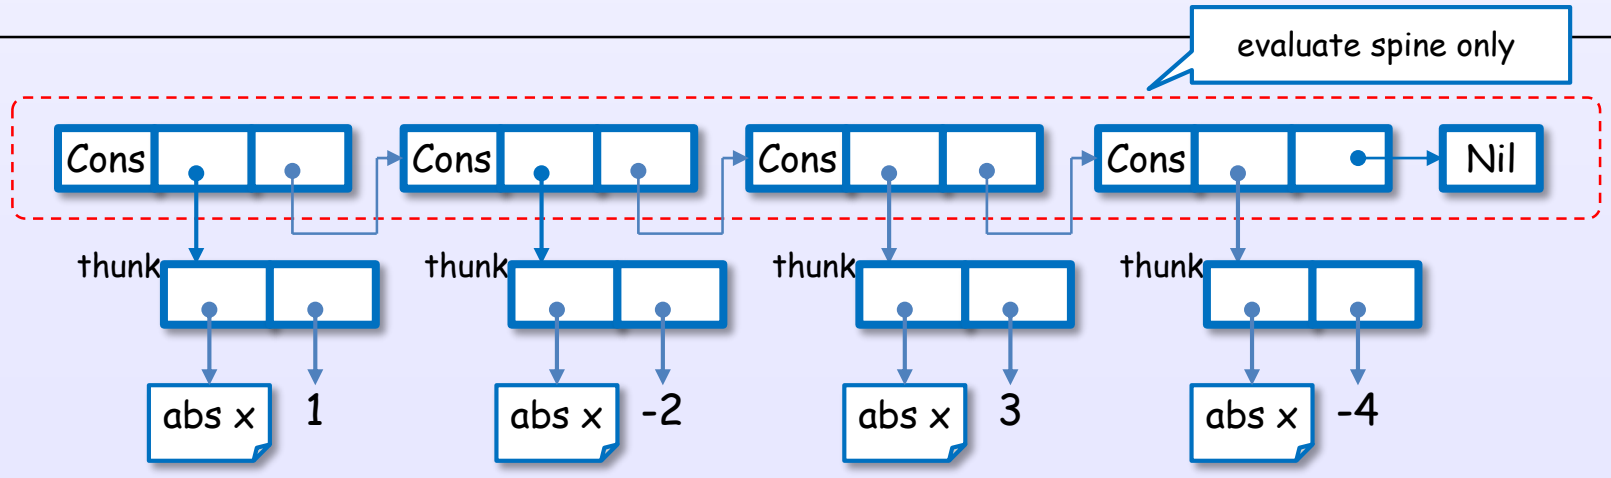 evaluate spine only
Cons Cons Cons Cons Nil
thunk thunk thunk thunk
abs x 1 abs x -2 abs x 3 abs x -4